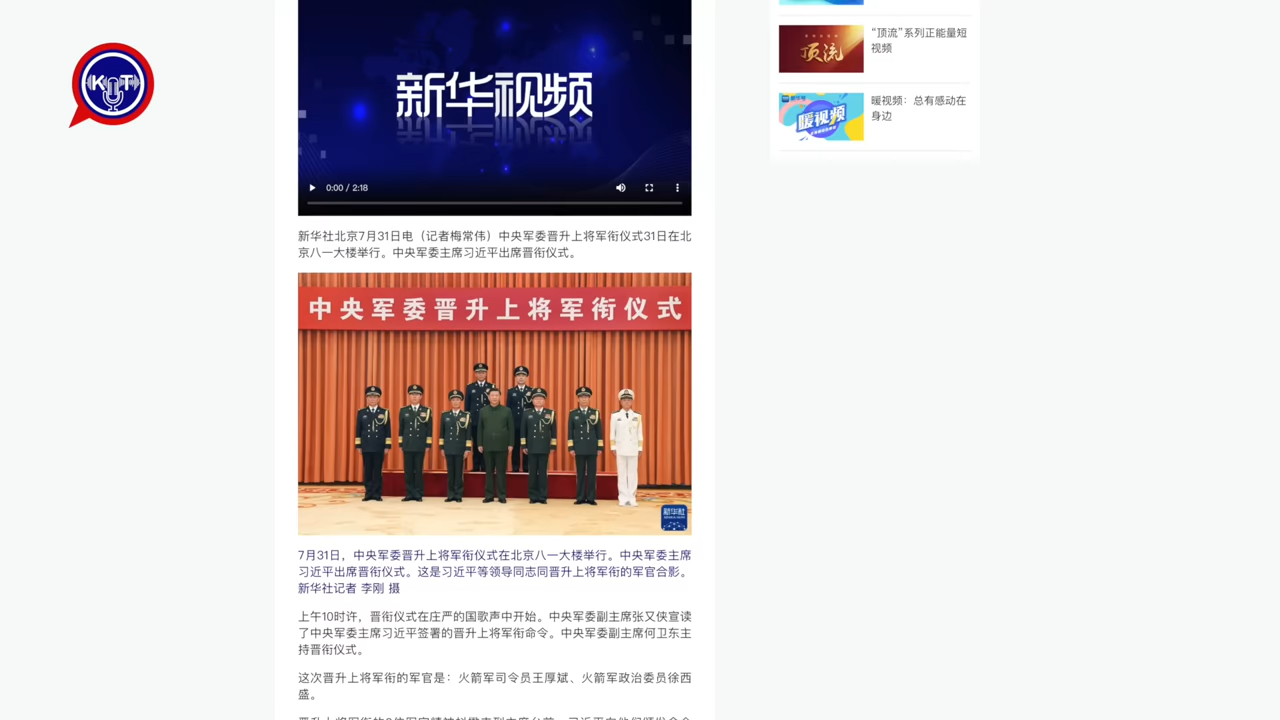 KT
新华视频
0:00 / 2:18
新华社北京7月31日电（记者梅常伟）中央军委晋升上将军衔仪式31日在北
京八一大楼举行。中央军委主席习近平出席晋衔仪式。
中央军委晋升上将军衔仪式
新华社
7月31日，中央军委晋升上将军衔仪式在北京八一大楼举行。中央军委主席
习近平出席晋衔仪式。这是习近平等领导同志同晋升上将军衔的军官合影。
新华社记者 李刚 摄
上午10时许，晋衔仪式在庄严的国歌声中开始。中央军委副主席张又侠宣读
了中央军委主席习近平签署的晋升上将军衔命令。中央军委副主席何卫东主
持晋衔仪式。
这次晋升上将军衔的军官是：火箭军司令员王厚斌、火箭军政治委员徐西
盛。
顶流
“顶流”系列正能量短
视频
暖视频
暖视频：总有感动在
身边